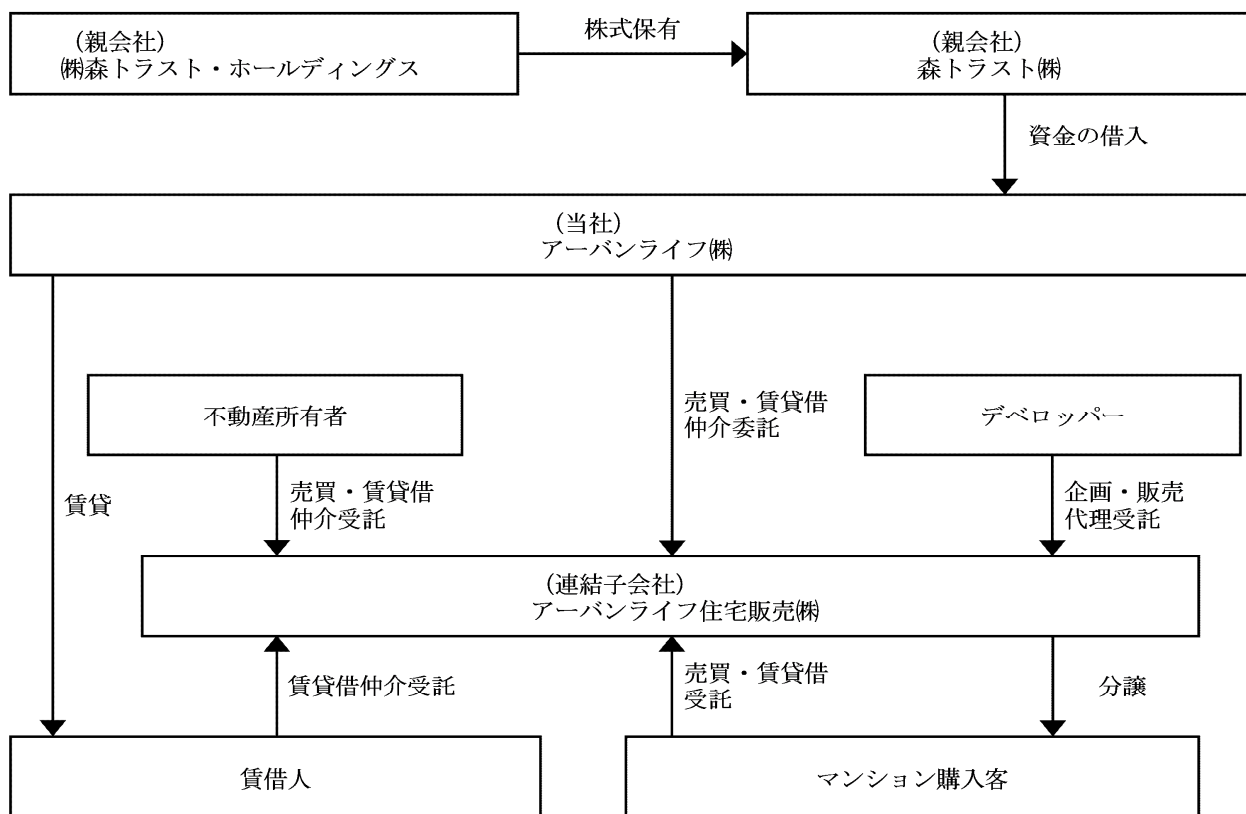 (親会社)
㈱森トラスト・ホールディングス
株式保有
(親会社)
森トラスト㈱
資金の借入
(当社)
アーバンライフ㈱
不動産所有者
売買・賃貸借
仲介委託
デベロッパー
賃貸
売買・賃貸借
仲介受託
企画・販売
代理受託
(連結子会社)
アーバンライフ住宅販売㈱
賃貸借仲介受託
売買・賃貸借
受託
分譲
賃借人
マンション購入客